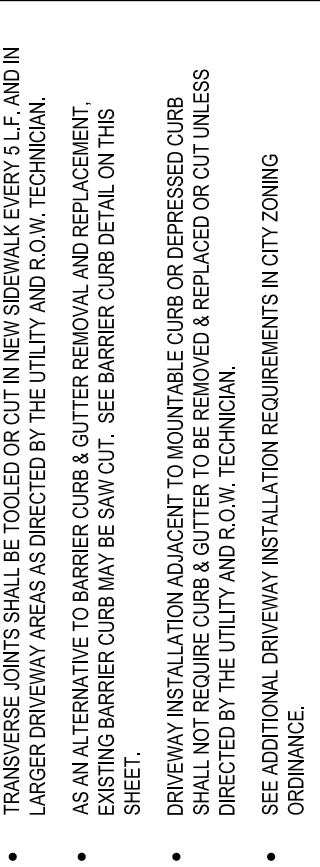 • TRANSVERSE JOINTS SHALL BE TOOLED OR CUT IN NEW SIDEWALK EVERY 5 L.F. AND IN
LARGER DRIVEWAY AREAS AS DIRECTED BY THE UTILITY AND R.O.W. TECHNICIAN.
• AS AN ALTERNATIVE TO BARRIER CURB & GUTTER REMOVAL AND REPLACEMENT,
EXISTING BARRIER CURB MAY BE SAW CUT. SEE BARRIER CURB DETAIL ON THIS
SHEET.
• DRIVEWAY INSTALLATION ADJACENT TO MOUNTABLE CURB OR DEPRESSED CURB
SHALL NOT REQUIRE CURB & GUTTER TO BE REMOVED & REPLACED OR CUT UNLESS
DIRECTED BY THE UTILITY AND R.O.W. TECHNICIAN.
• SEE ADDITIONAL DRIVEWAY INSTALLATION REQUIREMENTS IN CITY ZONING
ORDINANCE.